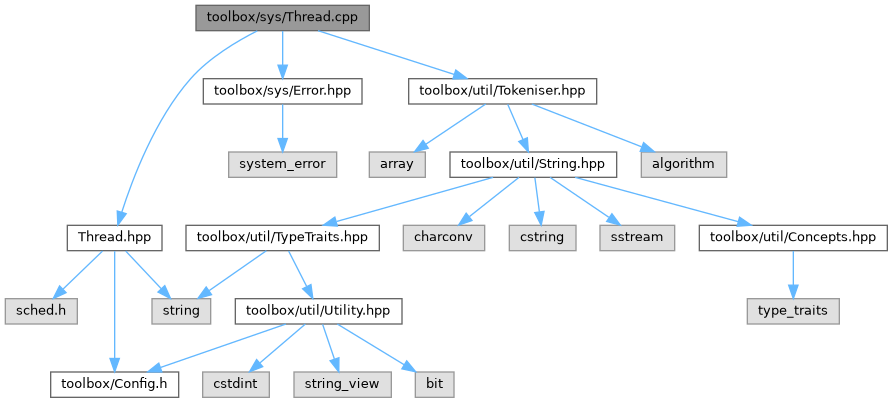 toolbox/sys/Thread.cpp
toolbox/sys/Error.hpp
toolbox/util/Tokeniser.hpp
system_error
array
toolbox/util/String.hpp
algorithm
Thread.hpp
toolbox/util/TypeTraits.hpp
charconv
cstring
sstream
toolbox/util/Concepts.hpp
sched.h
string
toolbox/util/Utility.hpp
type_traits
toolbox/Config.h
cstdint
string_view
bit